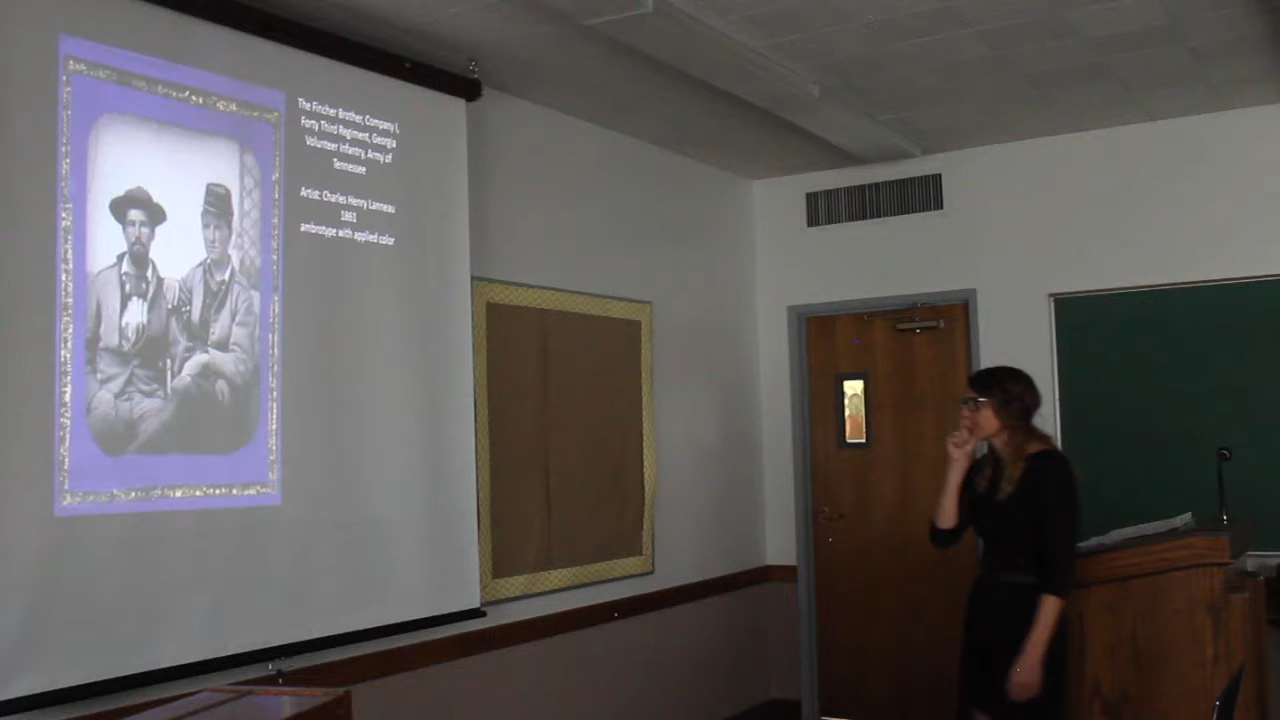 The Fincher Brother, Company I,
Forty Third Regiment, Georgia
Volunteer Infantry, Army of
Tennessee
Artist: Charles Henry Lanneau
1861
ambrotype with applied color